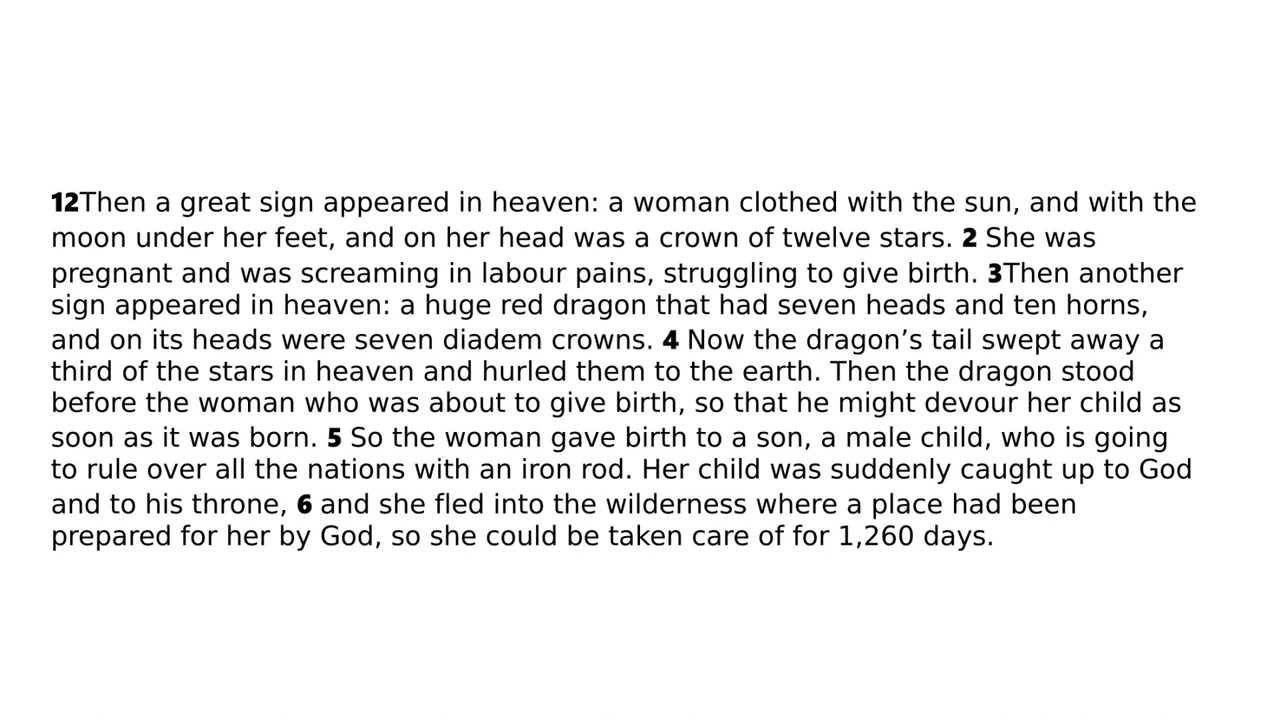 12Then a great sign appeared in heaven: a woman clothed with the sun, and with the
moon under her feet, and on her head was a crown of twelve stars. 2 She was
pregnant and was screaming in labour pains, struggling to give birth. 3Then another
sign appeared in heaven: a huge red dragon that had seven heads and ten horns,
and on its heads were seven diadem crowns. 4 Now the dragon’s tail swept away a
third of the stars in heaven and hurled them to the earth. Then the dragon stood
before the woman who was about to give birth, so that he might devour her child as
soon as it was born. 5 So the woman gave birth to a son, a male child, who is going
to rule over all the nations with an iron rod. Her child was suddenly caught up to God
and to his throne, 6 and she fled into the wilderness where a place had been
prepared for her by God, so she could be taken care of for 1,260 days.